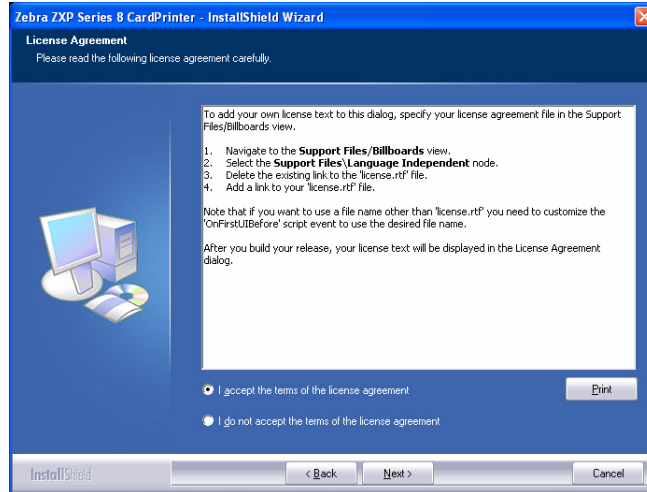 Zebra ZXP Series 8 CardPrinter - InstallShield Wizard
License Agreement
Please read the following license agreement carefully.
To add your own license text to this dialog, specify your license agreement file in the Support
Files/Billboards view.
1. Navigate to the Support Files/Billboards view.
2. Select the Support Files\Language Independent node.
3. Delete the existing link to the 'license.rtf' file.
4. Add a link to your 'license.rtf' file.
Note that if you want to use a file name other than 'license.rtf' you need to customize the
'OnFirstUIBefore' script event to use the desired file name.
After you build your release, your license text will be displayed in the License Agreement
dialog.
I accept the terms of the license agreement
Print
I do not accept the terms of the license agreement
InstallShield
< Back
Next >
Cancel